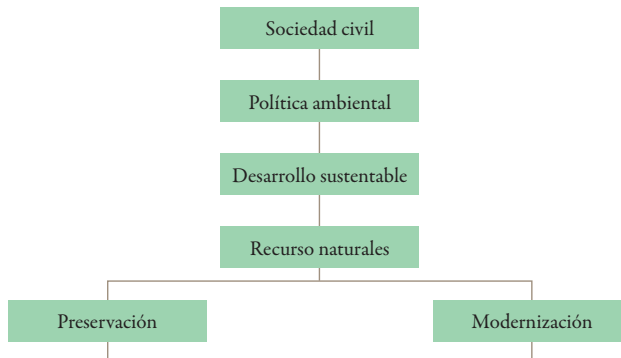 Sociedad civil
Política ambiental
Desarrollo sustentable
Recurso naturales
Preservación
Modernización